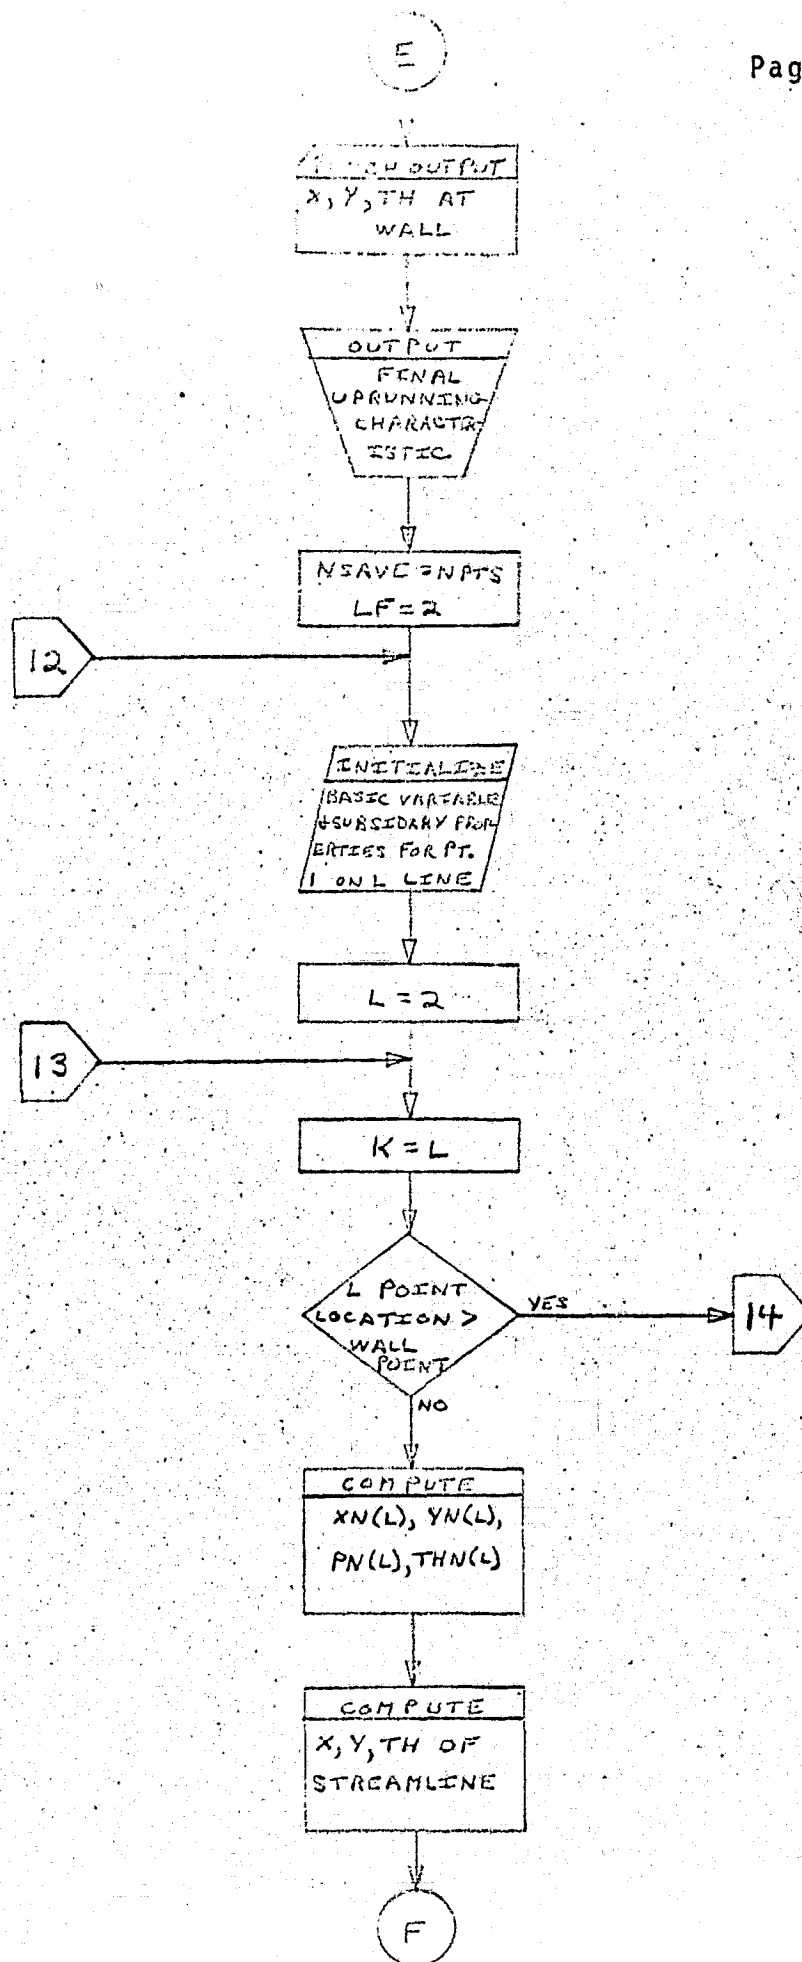 E
Pag
OUTPUT
X, Y, TH AT
WALL
OUTPUT
FINAL
UPRUNNING
CHARACTER-
ISTIC
NSAVE = NPTS
LF = 2
12
INITIALIZE
BASIC VARIABLE
&SUBSIDARY PROP
ERTIES FOR PT.
1 ON L LINE
L = 2
13
K = L
L POINT
LOCATION >
WALL
POINT
YES
14
NO
COMPUTE
XN(L), YN(L),
PN(L), THN(L)
COMPUTE
X, Y, TH OF
STREAMLINE
F